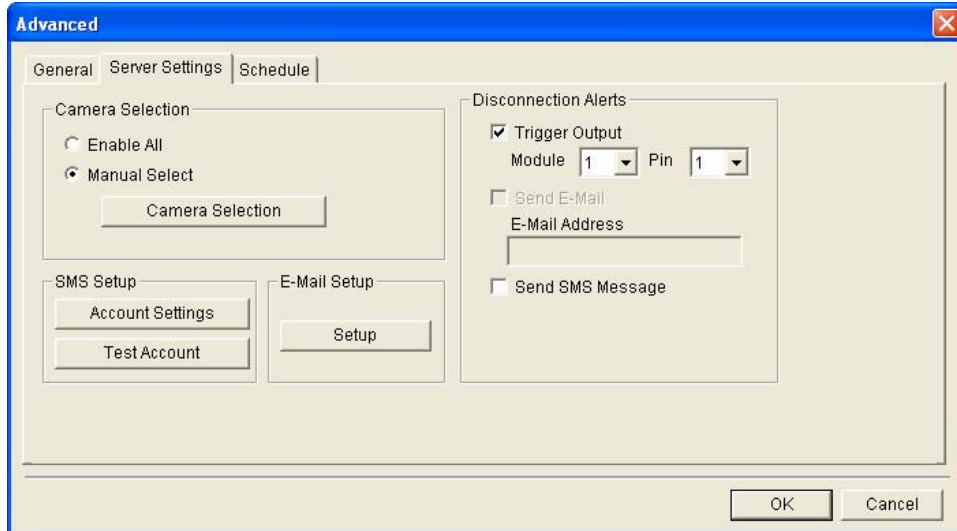 Advanced
General Server Settings Schedule
Camera Selection
Enable All
Manual Select
Camera Selection
SMS Setup
Account Settings
Test Account
E-Mail Setup
Setup
Disconnection Alerts
Trigger Output
Module 1 Pin 1
Send E-Mail
E-Mail Address
Send SMS Message
OK Cancel